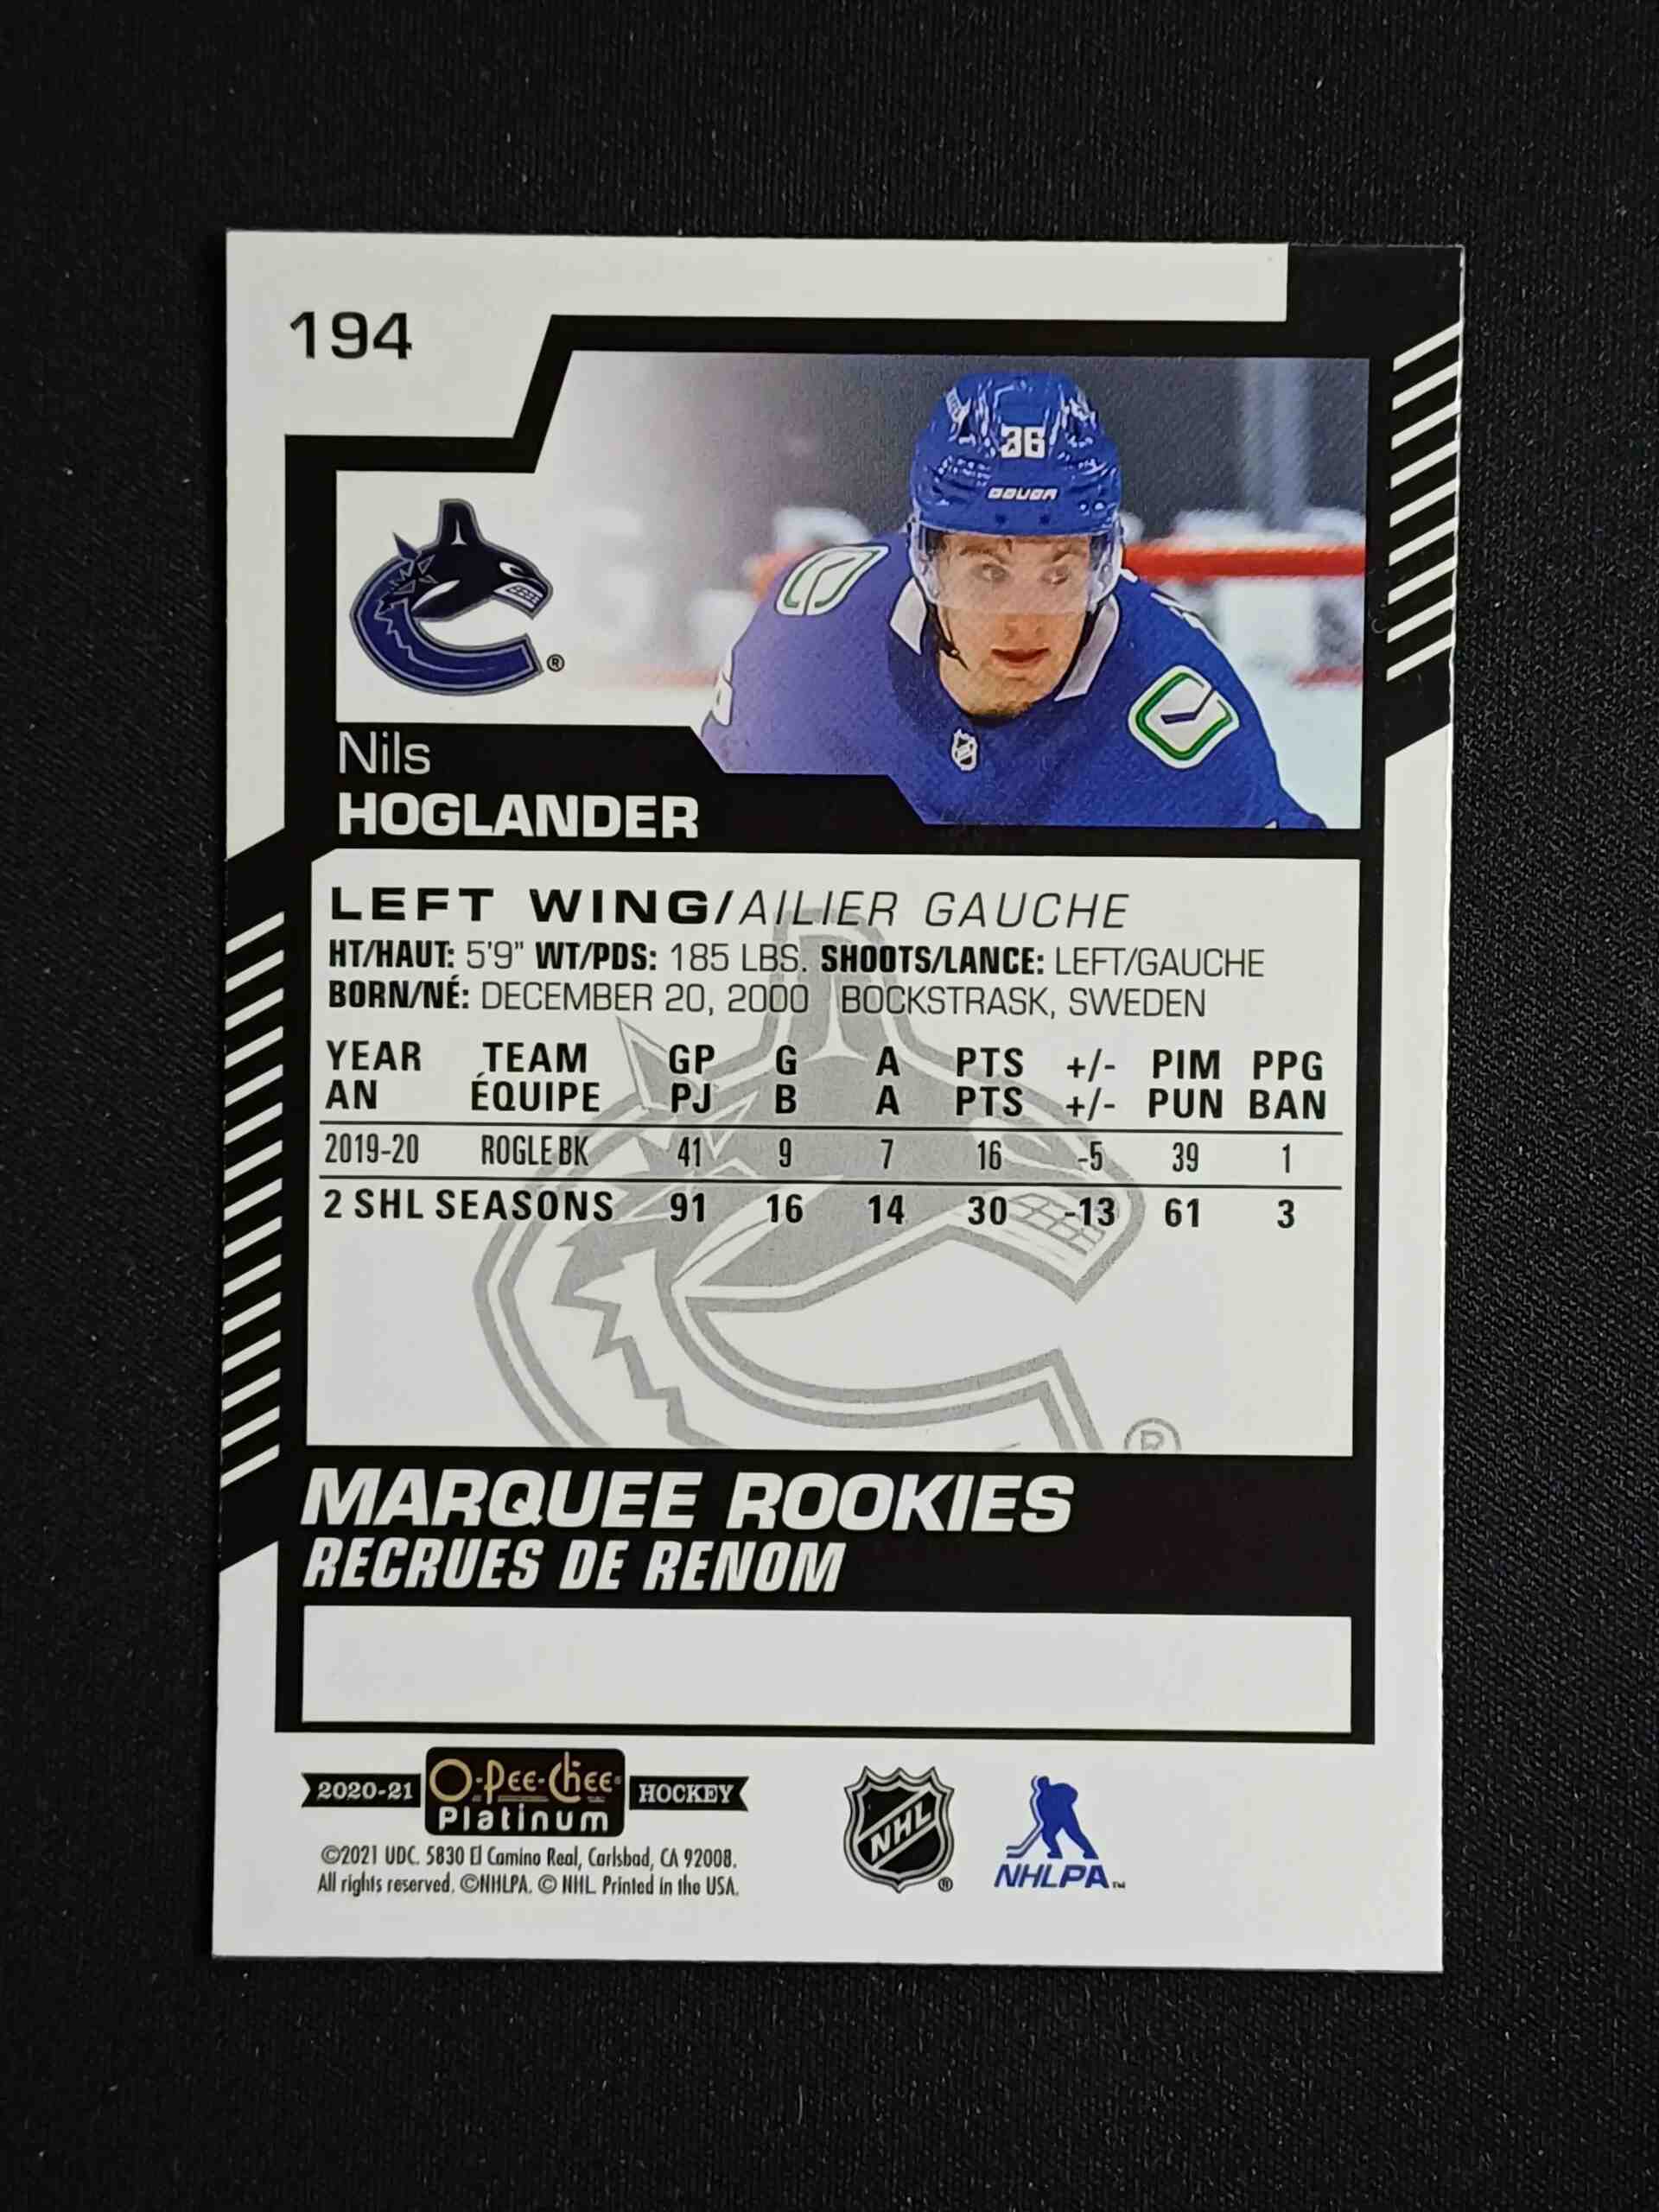 194
36
BAUER
®
Nils
HOGLANDER
LEFT WING/AILIER GAUCHE
HT/HAUT: 5'9" WT/PDS: 185 LBS. SHOOTS/LANCE: LEFT/GAUCHE
BORN/NÉ: DECEMBER 20, 2000 BOCKSTRASK, SWEDEN
YEAR TEAM GP G A PTS +/- PIM PPG
AN ÉQUIPE PJ B A PTS +/- PUN BAN
2019-20 ROGLE BK 41 9 7 16 -5 39 1
2 SHL SEASONS 91 16 14 30 -13 61 3
®
MARQUEE ROOKIES
RECRUES DE RENOM
2020-21 O-Pee-Chee Platinum HOCKEY
©2021 UDC. 5830 El Camino Real, Carlsbad, CA 92008.
All rights reserved. ©NHLPA. © NHL. Printed in the USA.
NHL ®
NHLPA™